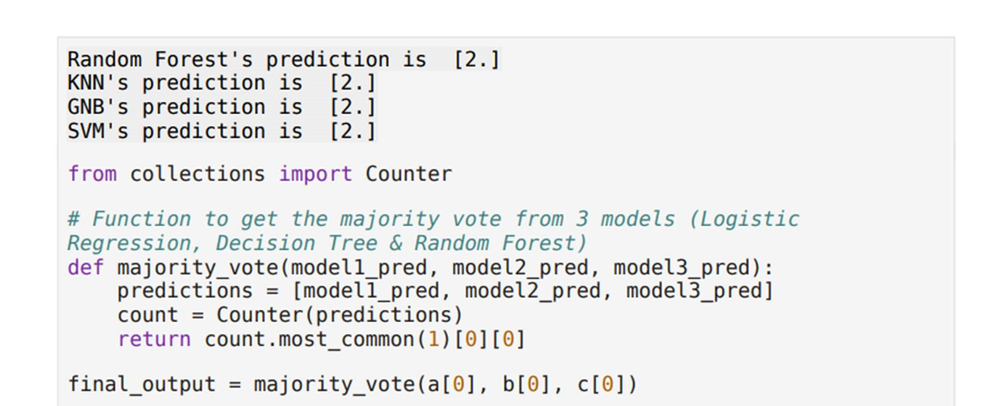 Random Forest's prediction is  [2.]
KNN's prediction is  [2.]
GNB's prediction is  [2.]
SVM's prediction is  [2.]
from collections import Counter
# Function to get the majority vote from 3 models (Logistic
Regression, Decision Tree & Random Forest)
def majority_vote(model1_pred, model2_pred, model3_pred):
    predictions = [model1_pred, model2_pred, model3_pred]
    count = Counter(predictions)
    return count.most_common(1)[0][0]
final_output = majority_vote(a[0], b[0], c[0])